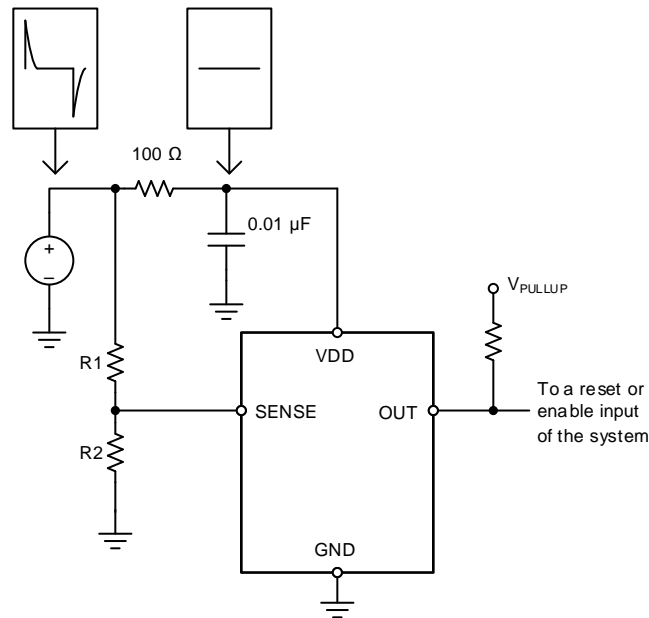 100 Ω
0.01 µF
+
–
VPULLUP
R1
VDD
SENSE
OUT
To a reset or
enable input
of the system
R2
GND